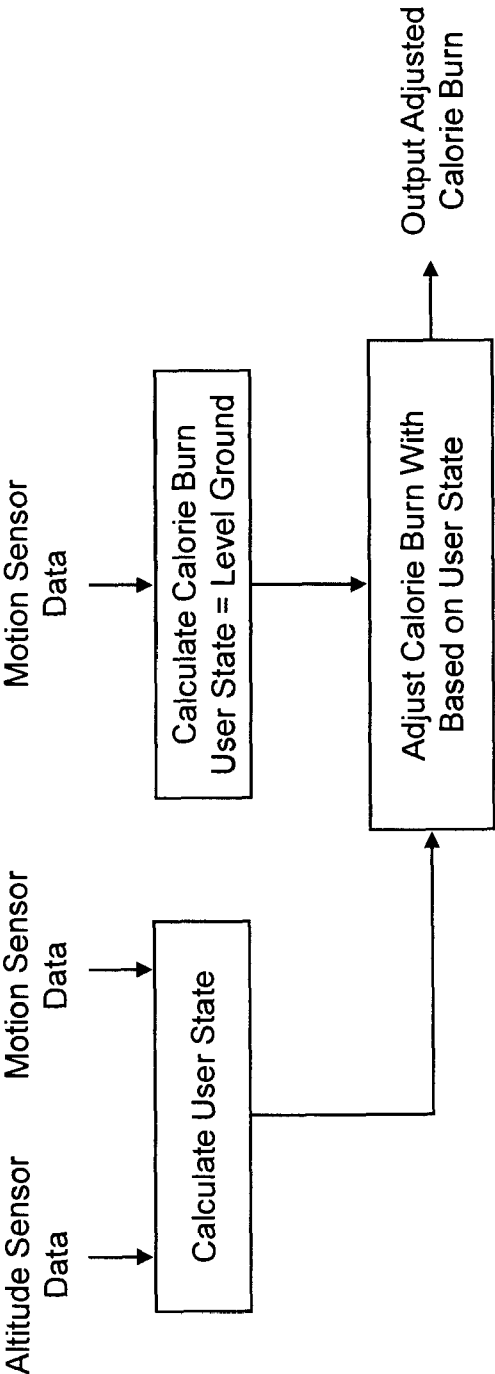 Altitude Sensor
Data
Motion Sensor
Data
Motion Sensor
Data
Calculate User State
Calculate Calorie Burn
User State = Level Ground
Adjust Calorie Burn With
Based on User State
Output Adjusted
Calorie Burn